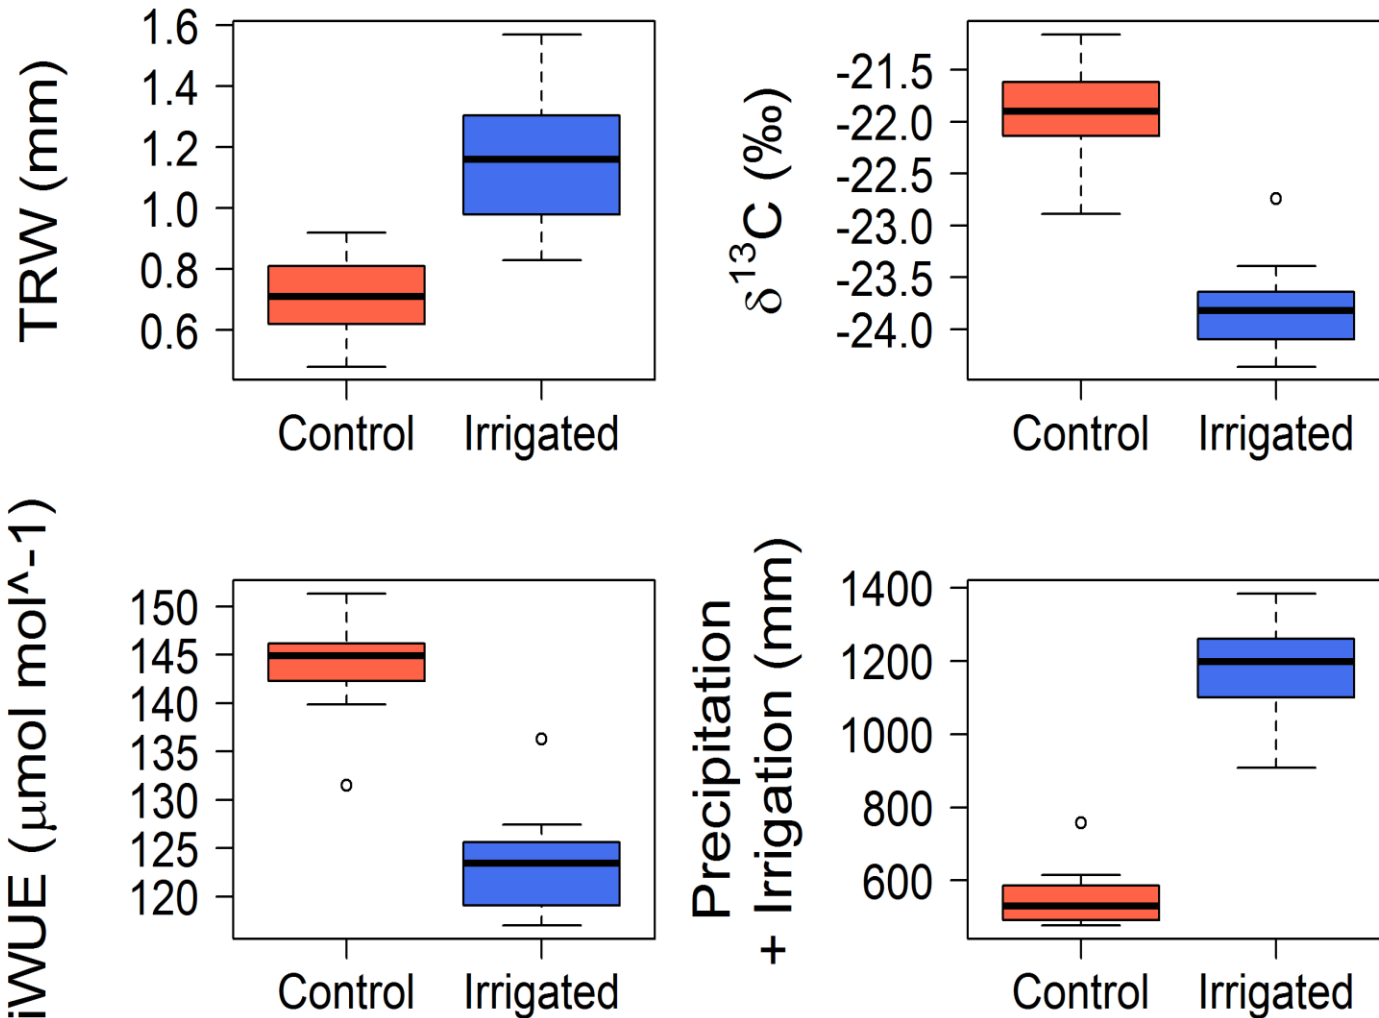 TRW (mm)
1.6
1.4
1.2
1.0
0.8
0.6
Control Irrigated
δ¹³C (‰)
-21.5
-22.0
-22.5
-23.0
-23.5
-24.0
Control Irrigated
iWUE (μmol mol^-1)
150
145
140
135
130
125
120
Control Irrigated
Precipitation
+ Irrigation (mm)
1400
1200
1000
800
600
Control Irrigated